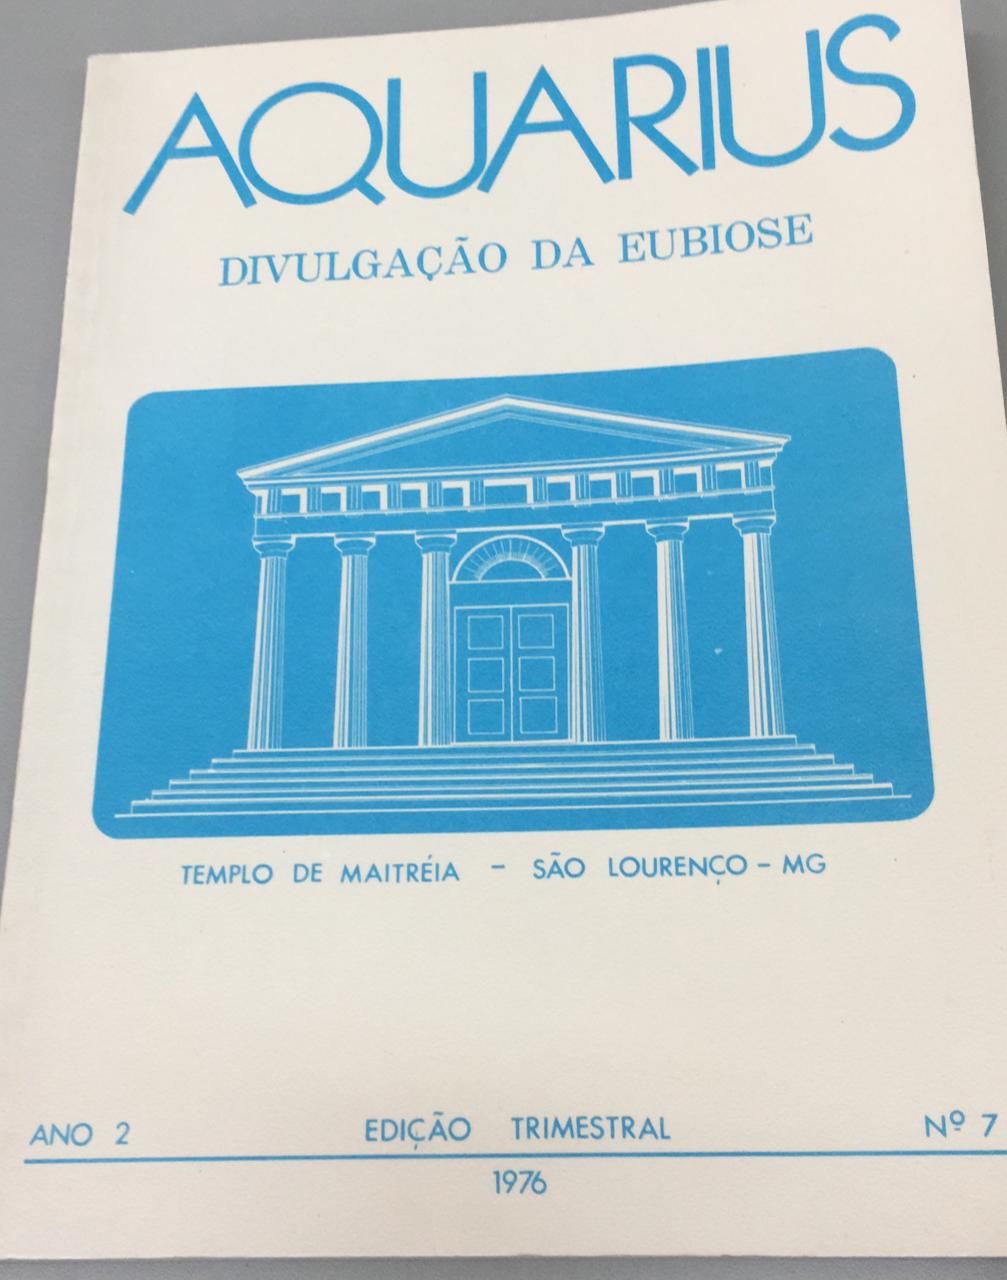 AQUARIUS
DIVULGAÇÃO DA EUBIOSE
TEMPLO DE MAITRÉIA – SÃO LOURENÇO – MG
ANO 2 EDIÇÃO TRIMESTRAL Nº 7
1976